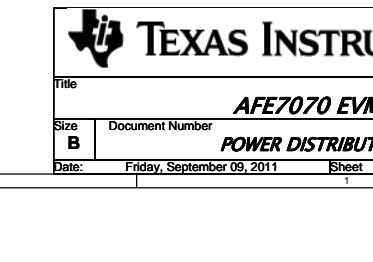 TEXAS INSTRU
Title
AFE7070 EVM
Size
Document Number
B
POWER DISTRIBUT
Date:
Friday, September 09, 2011
Sheet
1